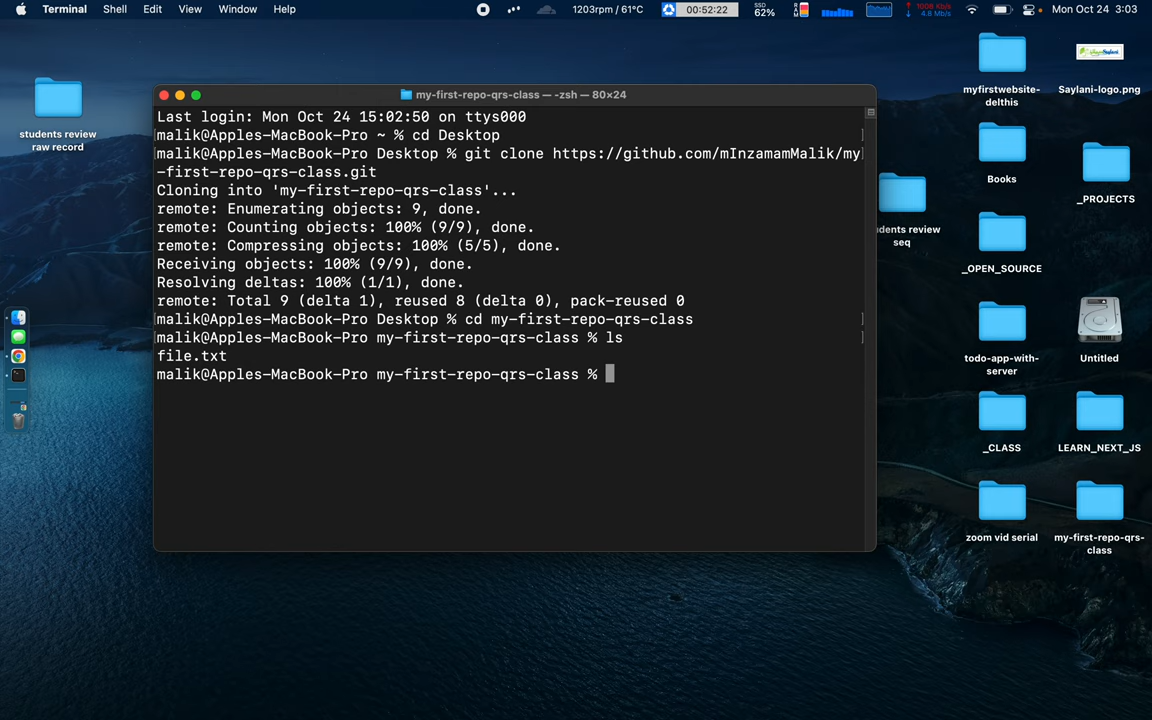 Terminal Shell Edit View Window Help 1203rpm / 61°C 00:52:22 SSD 62% RAM 4.8 Mb/s Mon Oct 24 3:03
students review
raw record
my-first-repo-qrs-class — -zsh — 80×24
Last login: Mon Oct 24 15:02:50 on ttys000
malik@Apples-MacBook-Pro ~ % cd Desktop
malik@Apples-MacBook-Pro Desktop % git clone https://github.com/mInzamamMalik/my
-first-repo-qrs-class.git
Cloning into 'my-first-repo-qrs-class'...
remote: Enumerating objects: 9, done.
remote: Counting objects: 100% (9/9), done.
remote: Compressing objects: 100% (5/5), done.
Receiving objects: 100% (9/9), done.
Resolving deltas: 100% (1/1), done.
remote: Total 9 (delta 1), reused 8 (delta 0), pack-reused 0
malik@Apples-MacBook-Pro Desktop % cd my-first-repo-qrs-class
malik@Apples-MacBook-Pro my-first-repo-qrs-class % ls
file.txt
malik@Apples-MacBook-Pro my-first-repo-qrs-class %
myfirstwebsite-
delthis
Saylani-logo.png
Books
_PROJECTS
udents review
seq
_OPEN_SOURCE
todo-app-with-
server
Untitled
_CLASS
LEARN_NEXT_JS
zoom vid serial
my-first-repo-qrs-
class